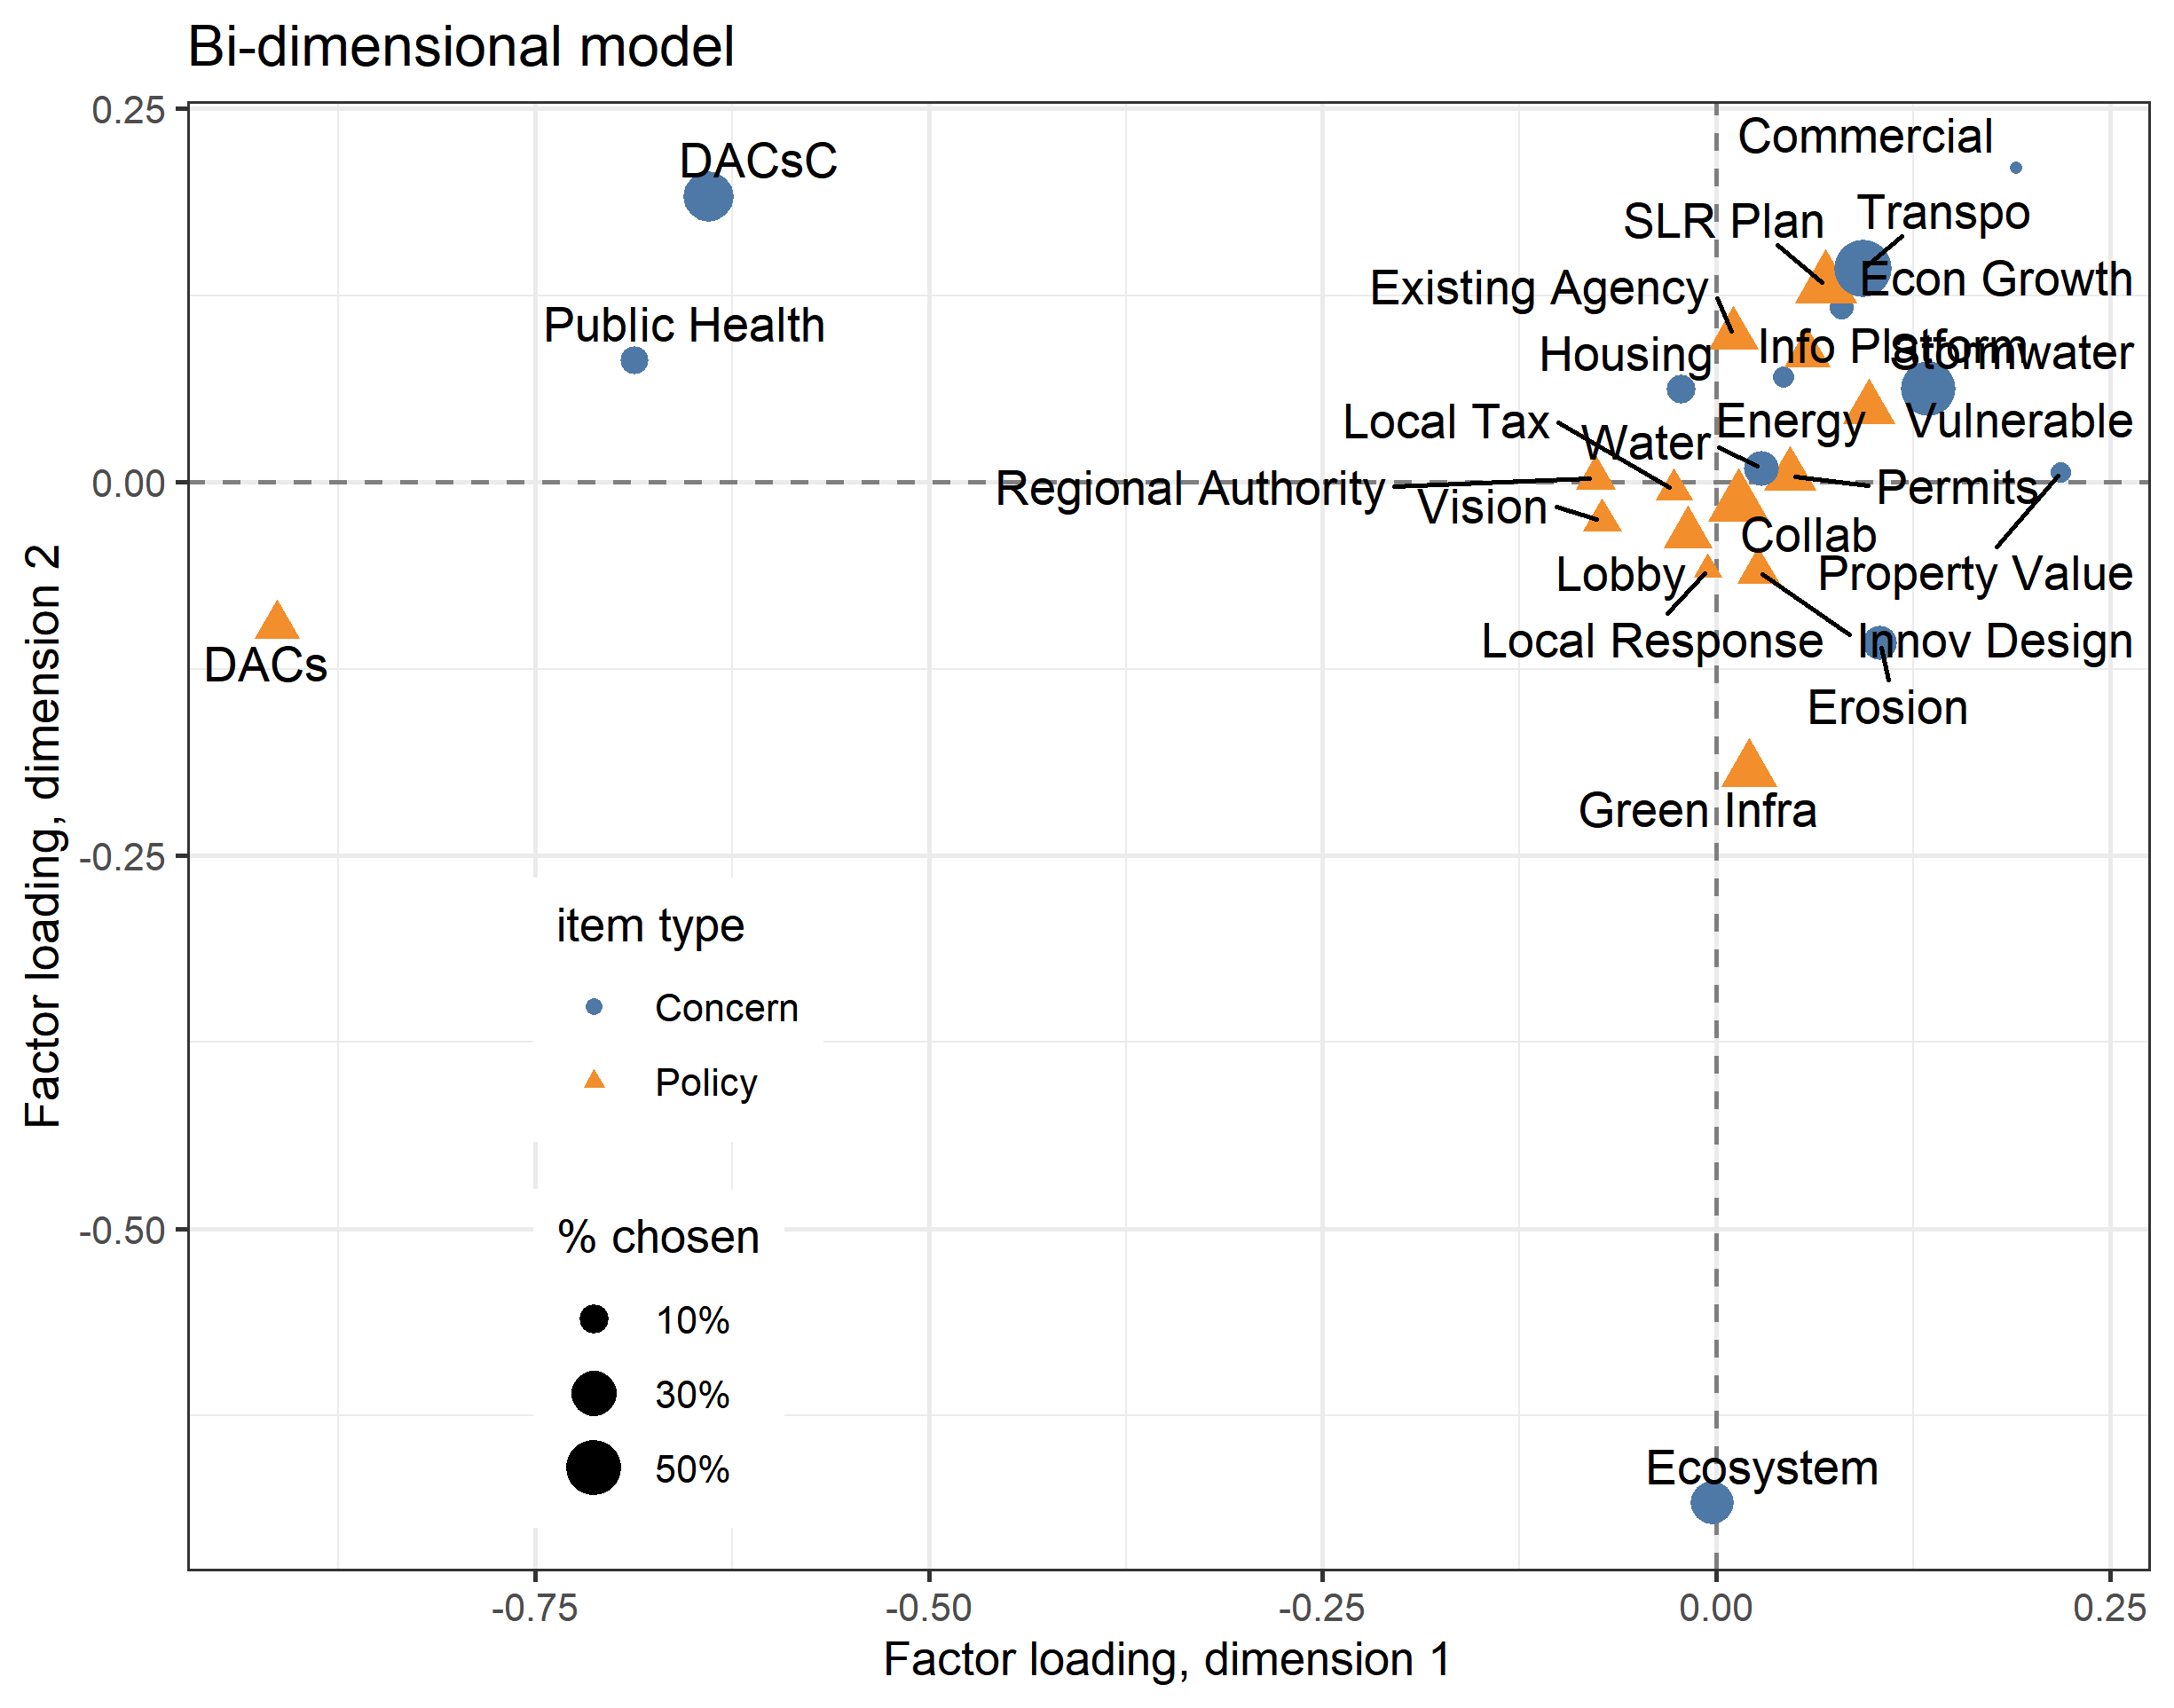 Bi-dimensional model
0.25
0.00
-0.25
-0.50
Factor loading, dimension 2
DACsC
Public Health
DACs
Commercial
Transpo
SLR Plan
Econ Growth
Existing Agency
Info Platform
Stormwater
Housing
Local Tax
Energy
Vulnerable
Water
Regional Authority
Permits
Vision
Collab
Lobby
Property Value
Local Response
Innov Design
Erosion
Green Infra
Ecosystem
item type
Concern
Policy
% chosen
10%
30%
50%
-0.75
-0.50
-0.25
0.00
0.25
Factor loading, dimension 1